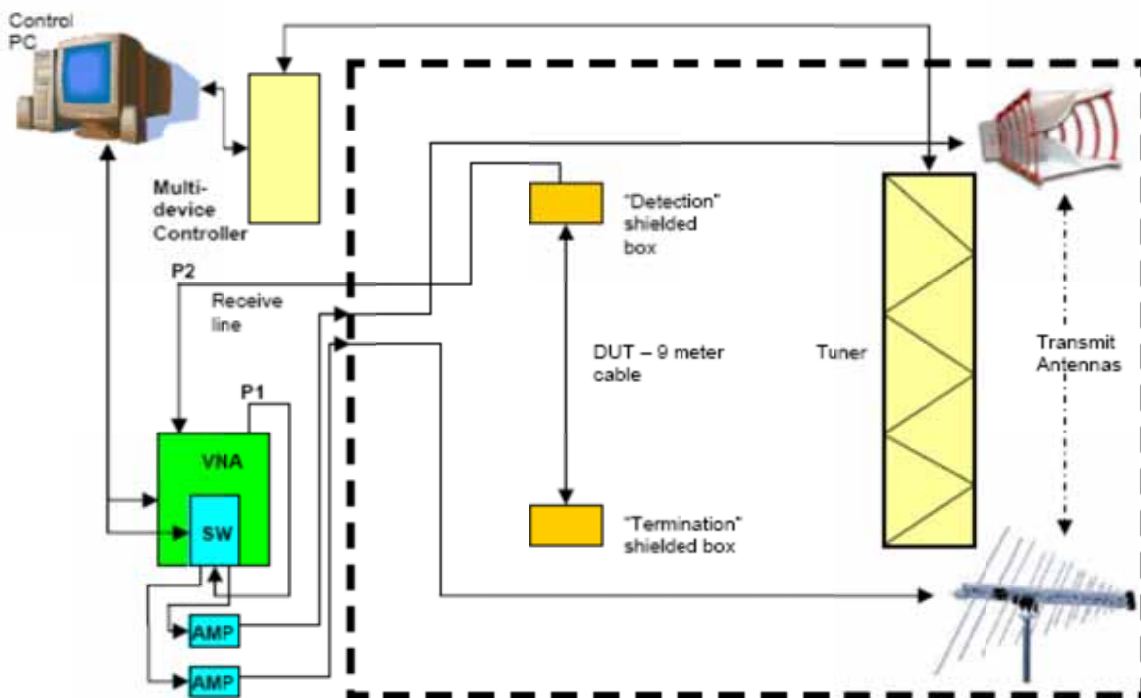 Control
PC
Multi-
device
Controller
"Detection"
shielded
box
P2
Receive
line
DUT – 9 meter
cable
Tuner
Transmit
Antennas
P1
VNA
SW
"Termination"
shielded box
AMP
AMP